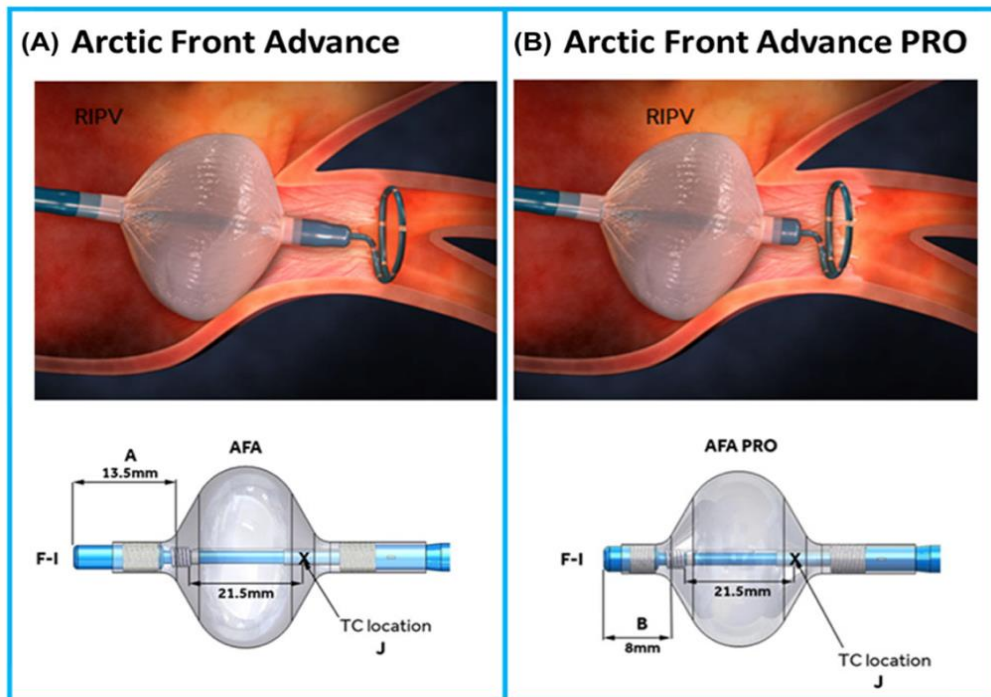 (A) Arctic Front Advance
RIPV
A
13.5mm
AFA
F-I
X
21.5mm
TC location
J
(B) Arctic Front Advance PRO
RIPV
AFA PRO
F-I
X
21.5mm
B
8mm
TC location
J